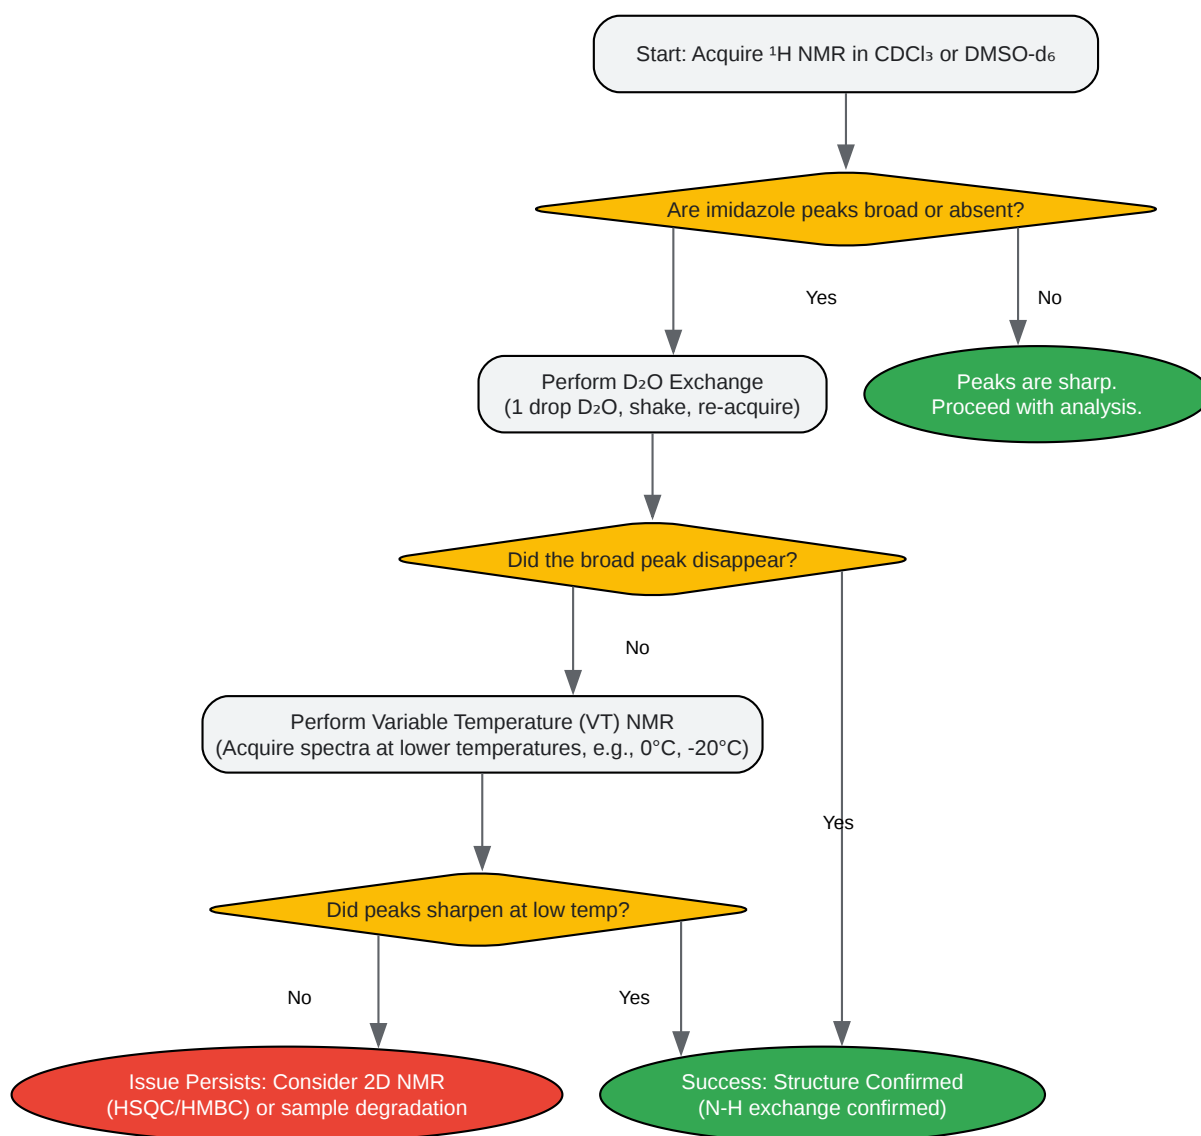 Start: Acquire ¹H NMR in CDCl₃ or DMSO-d₆
Are imidazole peaks broad or absent?
Yes
No
Perform D₂O Exchange
(1 drop D₂O, shake, re-acquire)
Peaks are sharp.
Proceed with analysis.
Did the broad peak disappear?
No
Perform Variable Temperature (VT) NMR
(Acquire spectra at lower temperatures, e.g., 0°C, -20°C)
Yes
Did peaks sharpen at low temp?
No
Yes
Issue Persists: Consider 2D NMR
(HSQC/HMBC) or sample degradation
Success: Structure Confirmed
(N-H exchange confirmed)